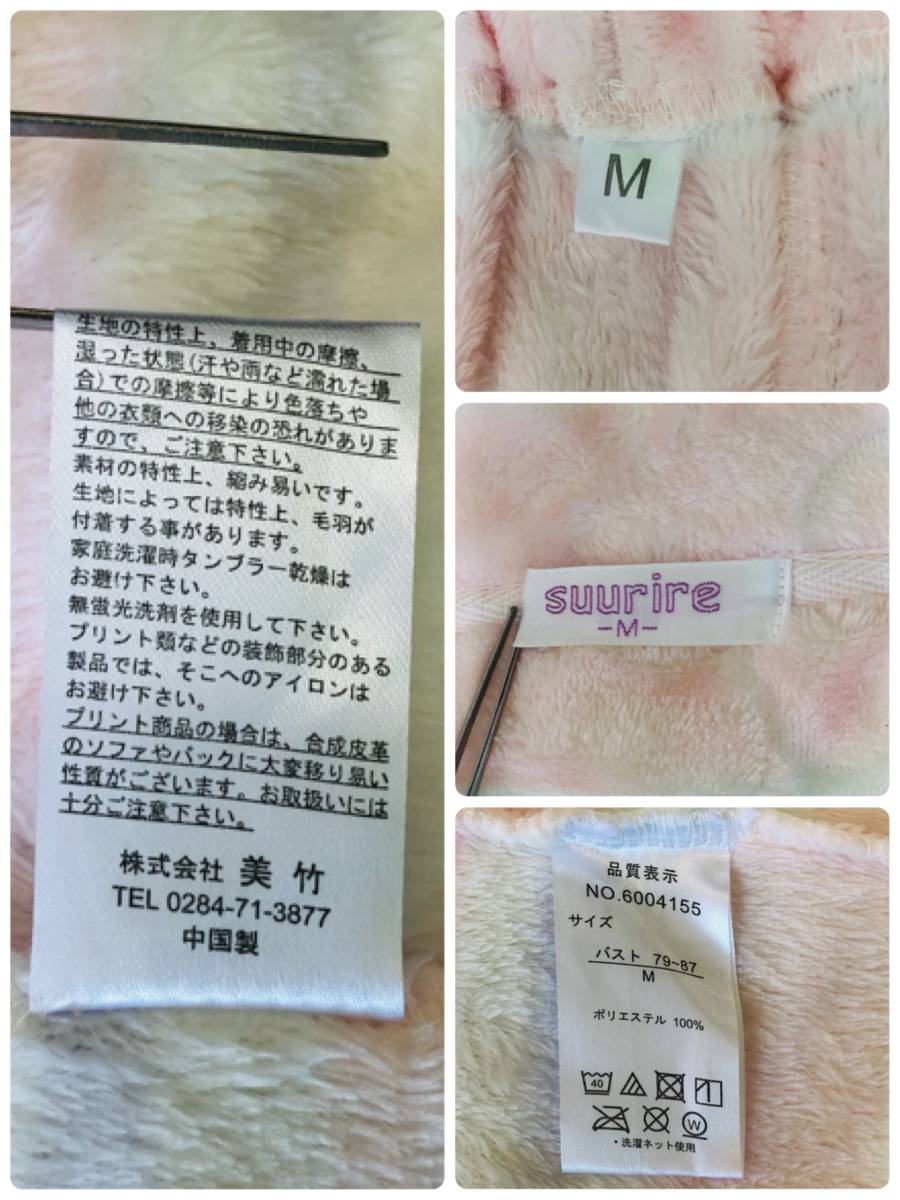 生地の特性上，着用中の摩擦、
湿った状態(汗や雨など濡れた場
合)での摩擦等により色落ちや
他の衣類への移染の恐れがありま
すので、ご注意下さい。
素材の特性上、縮み易いです。
生地によっては特性上、毛羽が
付着する事があります。
家庭洗濯時タンブラー乾燥は
お避け下さい。
無蛍光洗剤を使用して下さい。
プリント類などの装飾部分のある
製品では、そこへのアイロンは
お避け下さい。
プリント商品の場合は、合成皮革
のソファやバックに大変移り易い
性質がございます。お取扱いには
十分ご注意下さい。
株式会社 美竹
TEL 0284-71-3877
中国製
M
suurire
-M-
品質表示
NO.6004155
サイズ
バスト 79~87
M
ポリエステル 100%
40
W
・洗濯ネット使用